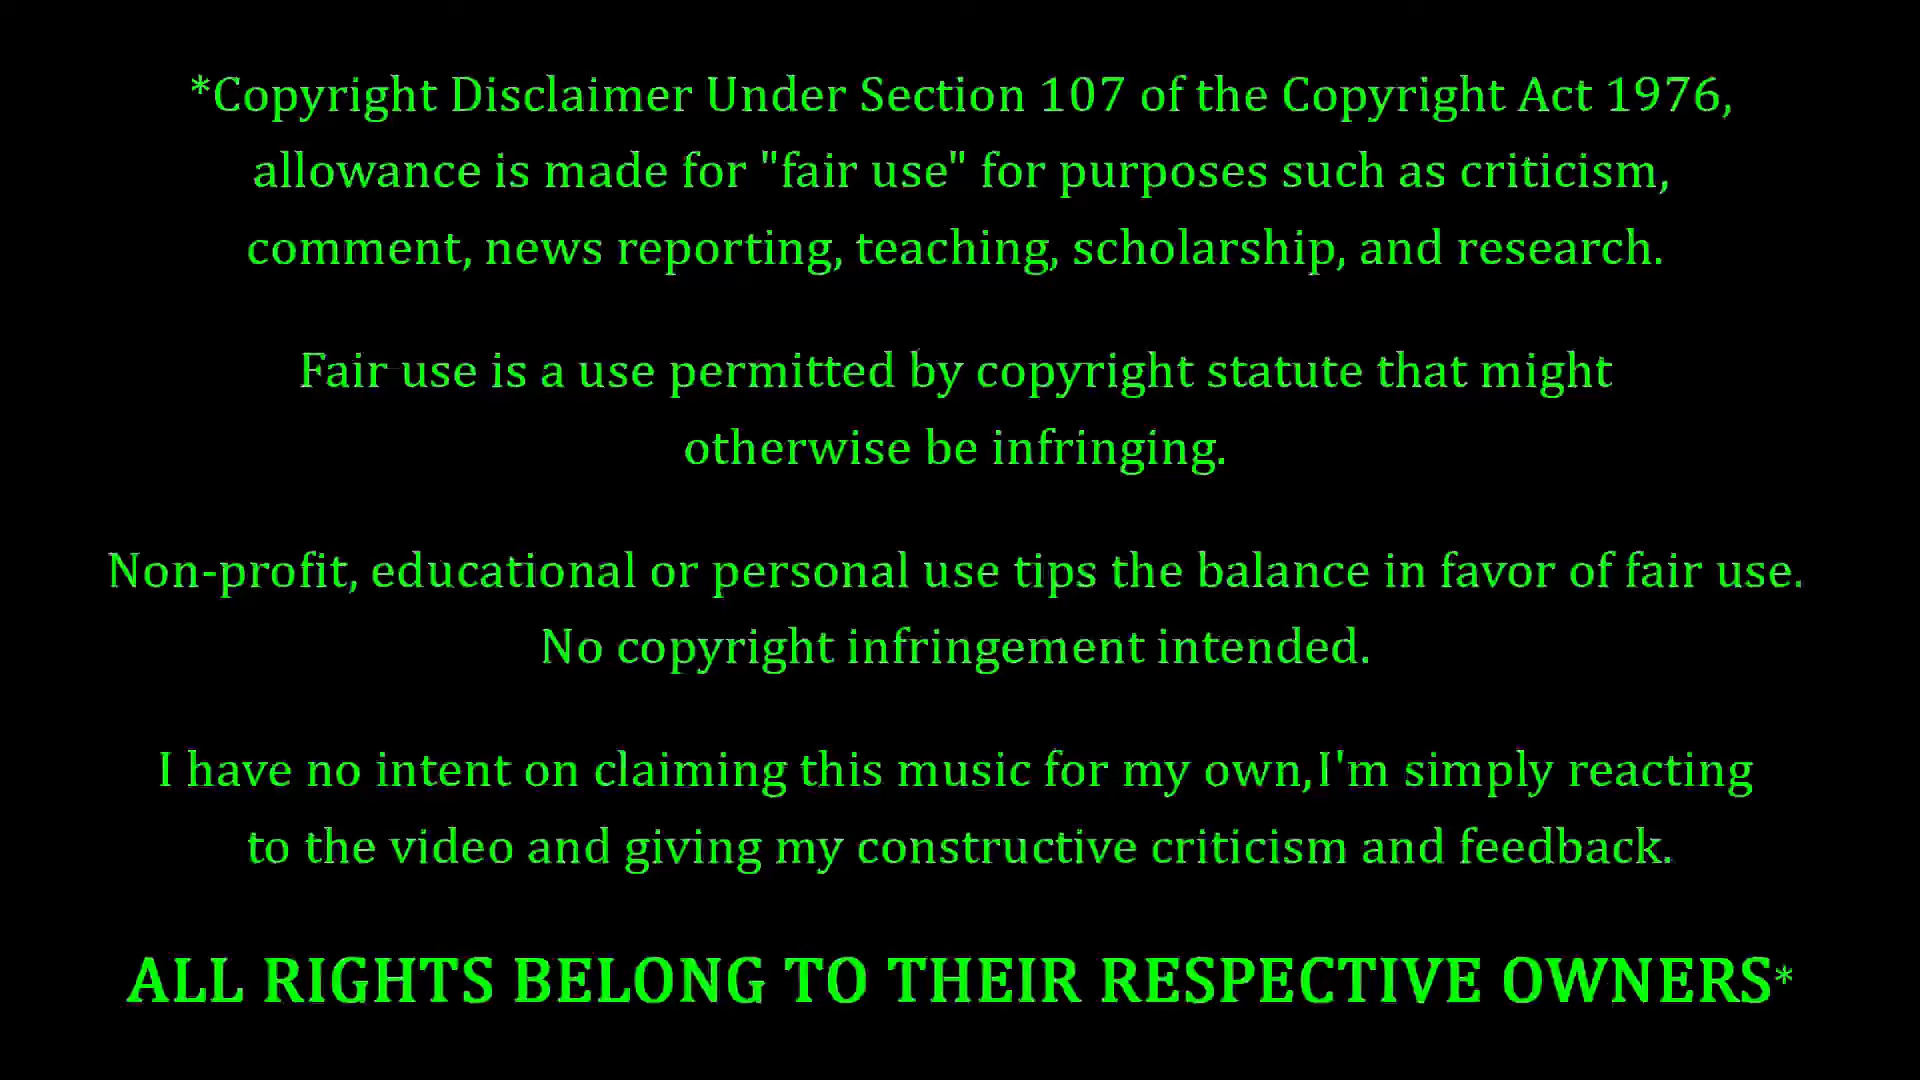 *Copyright Disclaimer Under Section 107 of the Copyright Act 1976,
allowance is made for "fair use" for purposes such as criticism,
comment, news reporting, teaching, scholarship, and research.
Fair use is a use permitted by copyright statute that might
otherwise be infringing.
Non-profit, educational or personal use tips the balance in favor of fair use.
No copyright infringement intended.
I have no intent on claiming this music for my own,I'm simply reacting
to the video and giving my constructive criticism and feedback.
ALL RIGHTS BELONG TO THEIR RESPECTIVE OWNERS*